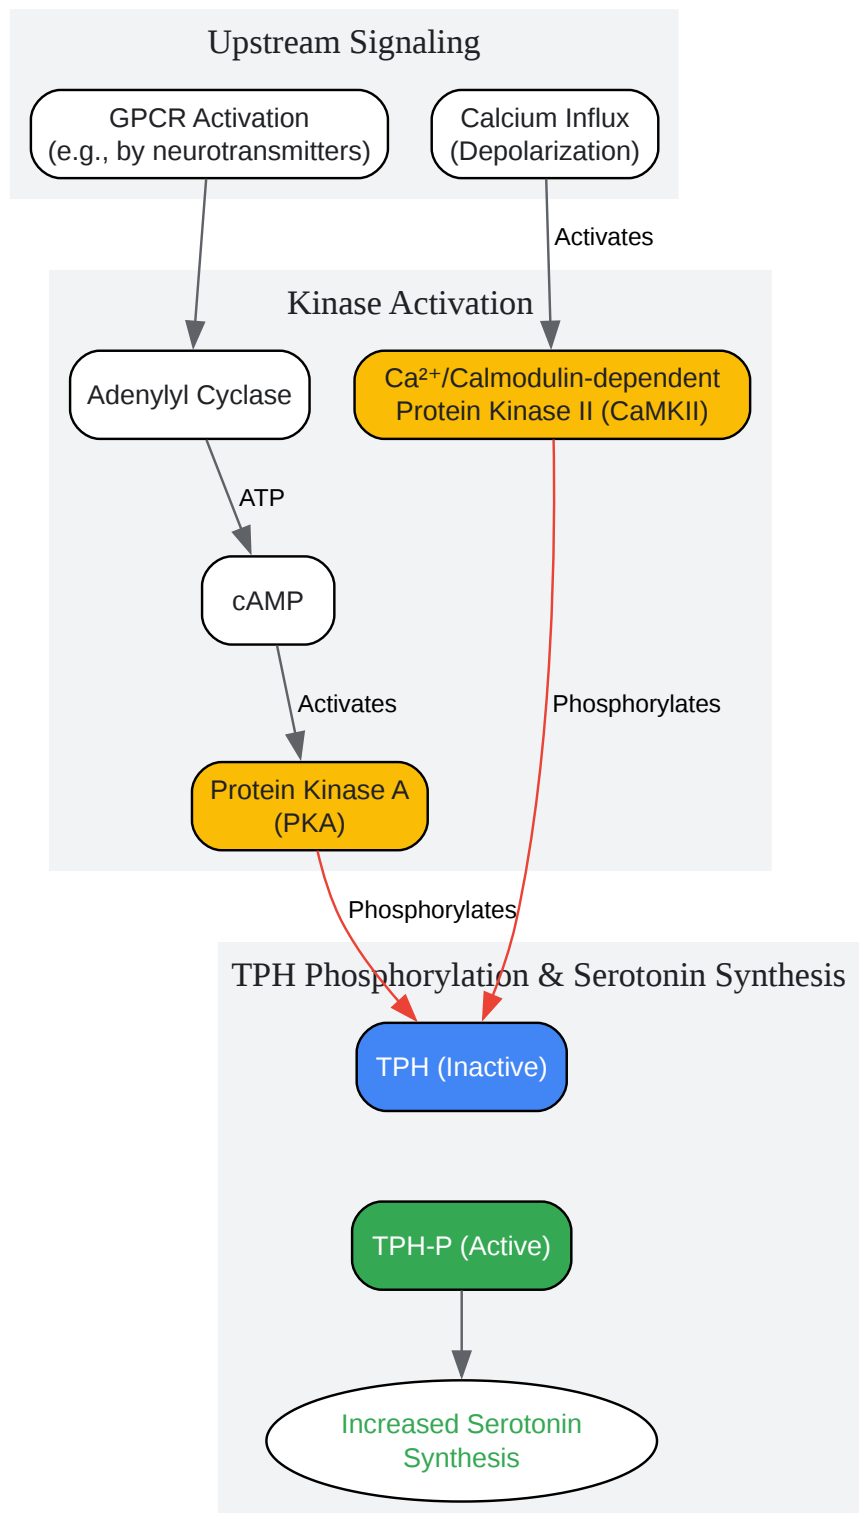 Upstream Signaling
GPCR Activation
(e.g., by neurotransmitters)
Calcium Influx
(Depolarization)
Activates
Kinase Activation
Adenylyl Cyclase
Ca²⁺/Calmodulin-dependent
Protein Kinase II (CaMKII)
ATP
cAMP
Activates
Phosphorylates
Protein Kinase A
(PKA)
Phosphorylates
TPH Phosphorylation & Serotonin Synthesis
TPH (Inactive)
TPH-P (Active)
Increased Serotonin
Synthesis